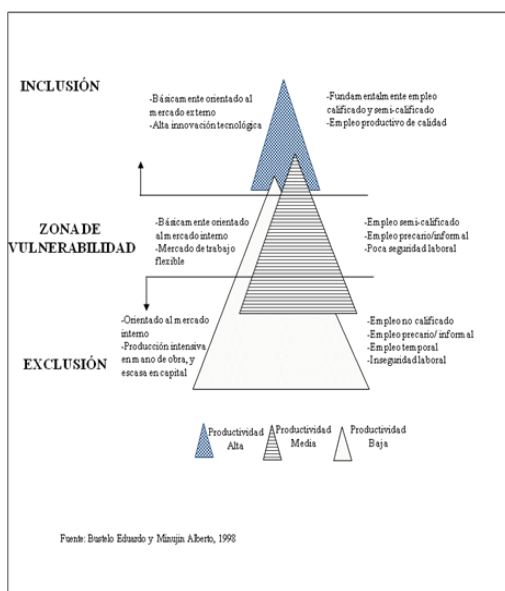 INCLUSIÓN
-Básicamente orientado al
mercado externo
-Alta innovación tecnológica
-Fundamentalmente empleo
calificado y semi-calificado
-Empleo productivo de calidad
ZONA DE
VULNERABILIDAD
-Básicamente orientado
al mercado interno
-Mercado de trabajo
flexible
-Empleo semi-calificado
-Empleo precario/informal
-Poca seguridad laboral
EXCLUSIÓN
-Orientado al mercado
interno
-Producción intensiva
en mano de obra, y
escasa en capital
-Empleo no calificado
-Empleo precario/ informal
-Empleo temporal
-Inseguridad laboral
Productividad
Alta
Productividad
Media
Productividad
Baja
Fuente: Bustelo Eduardo y Minujin Alberto, 1998